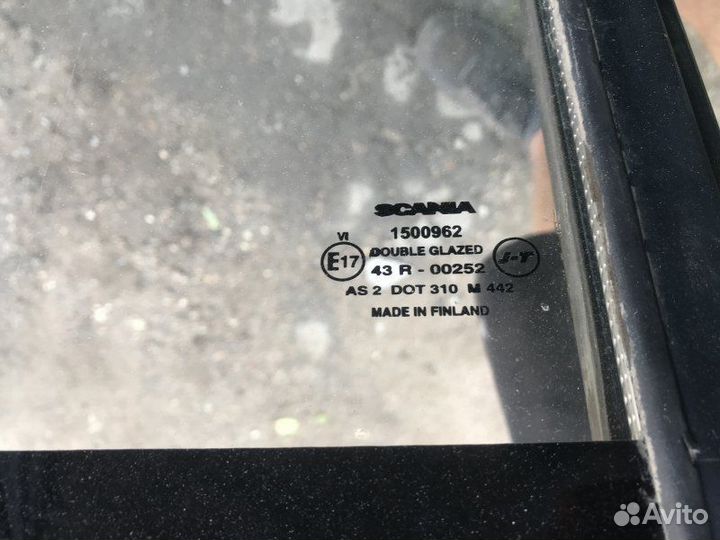 SCANIA
1500962
VI
DOUBLE GLAZED
E17
43 R - 00252
J-T
AS 2 DOT 310 M 442
MADE IN FINLAND
Avito